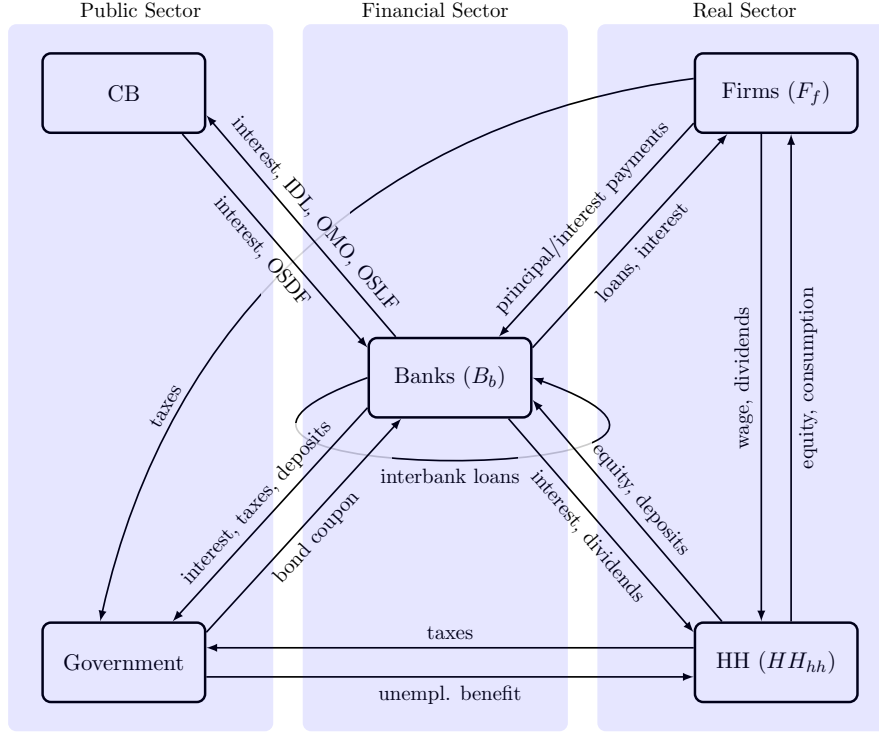 Public Sector
Financial Sector
Real Sector
CB
Firms (F_f)
interest, IDL, OMO, OSLF
principal/interest payments
interest, OSDF
loans, interest
wage, dividends
equity, consumption
Banks (B_b)
taxes
interbank loans
interest, taxes, deposits
bond coupon
equity, deposits
interest, dividends
Government
taxes
unempl. benefit
HH (HH_{hh})